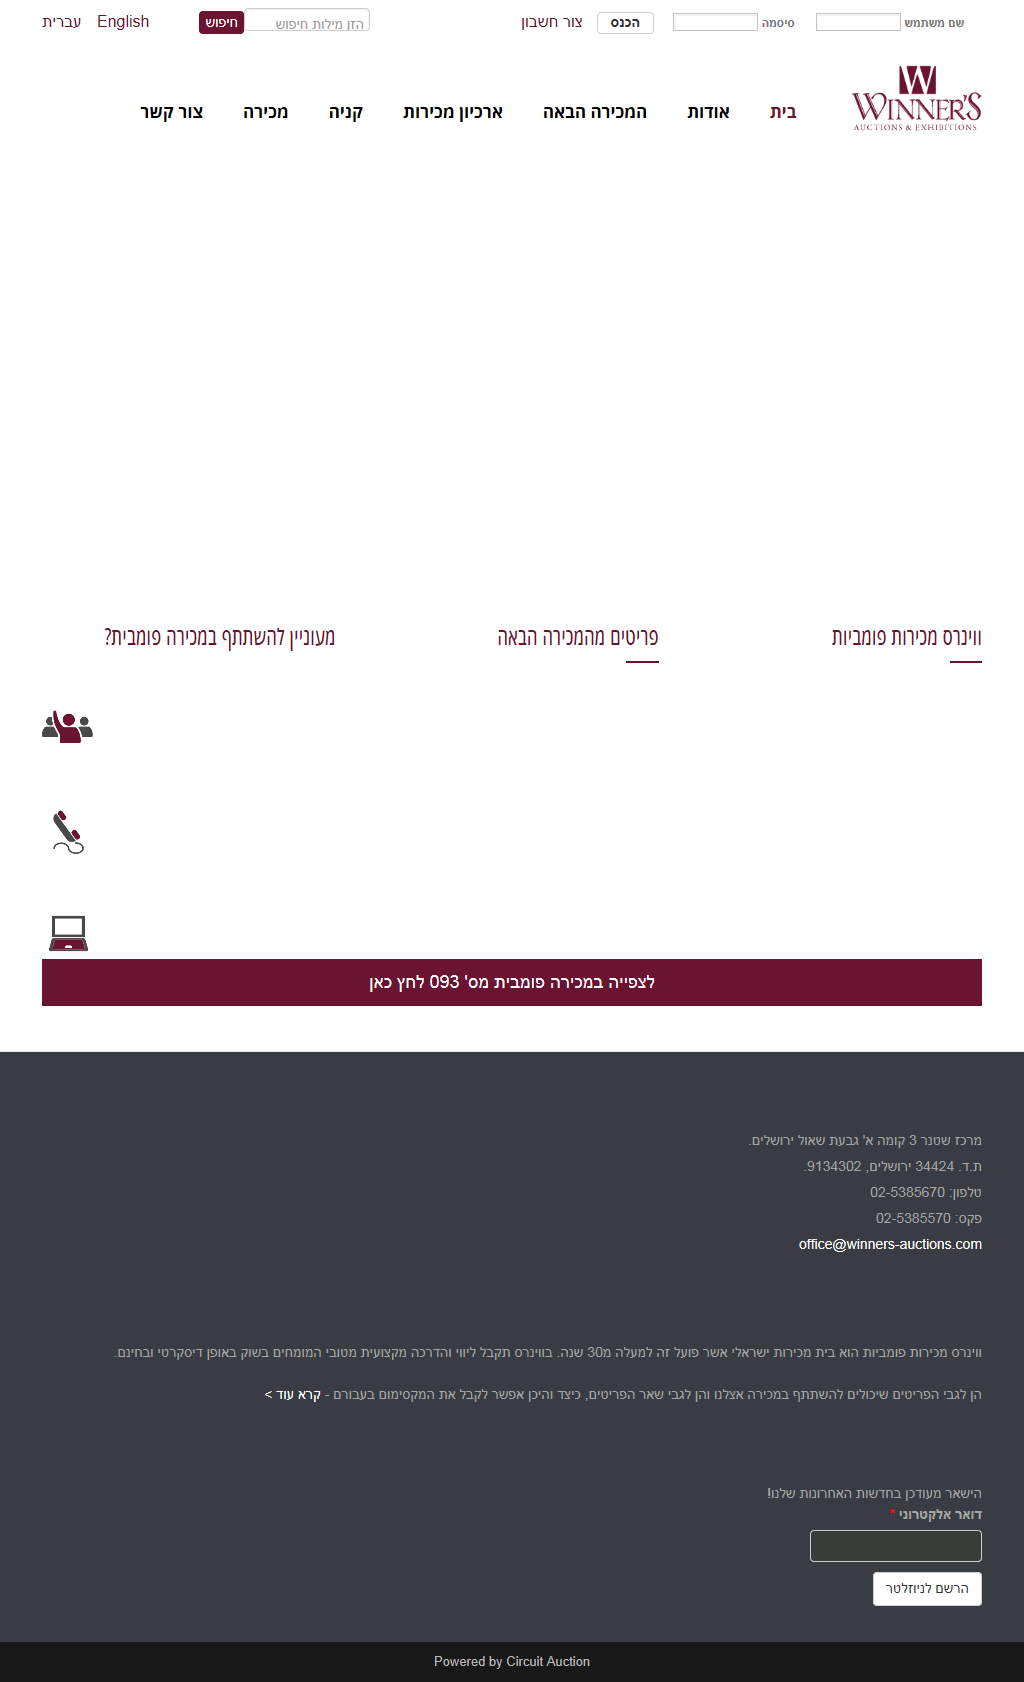 שם משתמש סיסמה הכנס צור חשבון הזן מילות חיפוש חיפוש English עברית
WINNER'S
AUCTIONS & EXHIBITIONS
בית אודות המכירה הבאה ארכיון מכירות קניה מכירה צור קשר
ווינרס מכירות פומביות
פריטים מהמכירה הבאה
מעוניין להשתתף במכירה פומבית?
לצפייה במכירה פומבית מס' 093 לחץ כאן
מרכז שטנר 3 קומה א' גבעת שאול ירושלים.
ת.ד. 34424 ירושלים, 9134302.
טלפון: 02-5385670
פקס: 02-5385570
office@winners-auctions.com
ווינרס מכירות פומביות הוא בית מכירות ישראלי אשר פועל זה למעלה מ30 שנה. בווינרס תקבל ליווי והדרכה מקצועית מטובי המומחים בשוק באופן דיסקרטי ובחינם.
הן לגבי הפריטים שיכולים להשתתף במכירה אצלנו והן לגבי שאר הפריטים, כיצד והיכן אפשר לקבל את המקסימום בעבורם - קרא עוד >
הישאר מעודכן בחדשות האחרונות שלנו!
דואר אלקטרוני *
הרשם לניוזלטר
Powered by Circuit Auction